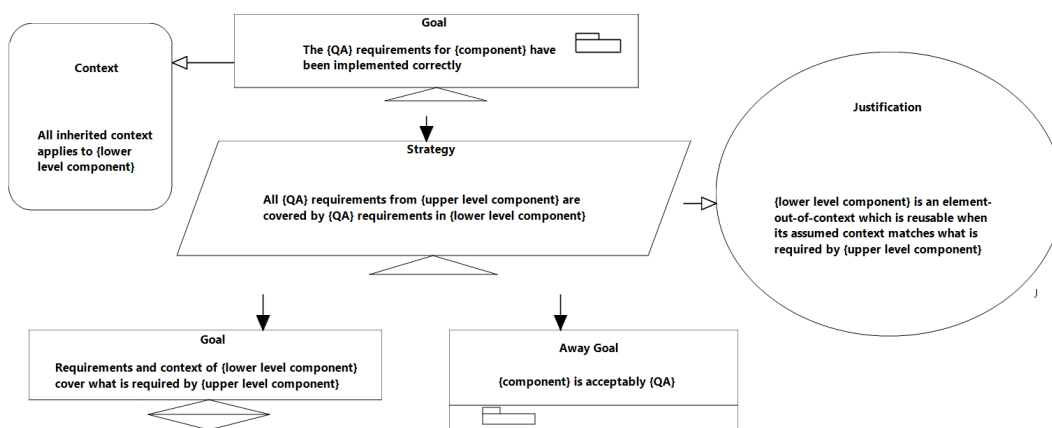 Goal
The {QA} requirements for {component} have
been implemented correctly
Context
All inherited context
applies to {lower
level component}
Strategy
All {QA} requirements from {upper level component} are
covered by {QA} requirements in {lower level component}
Justification
{lower level component} is an element-
out-of-context which is reusable when
its assumed context matches what is
required by {upper level component}
J
Goal
Requirements and context of {lower level component}
cover what is required by {upper level component}
Away Goal
{component} is acceptably {QA}